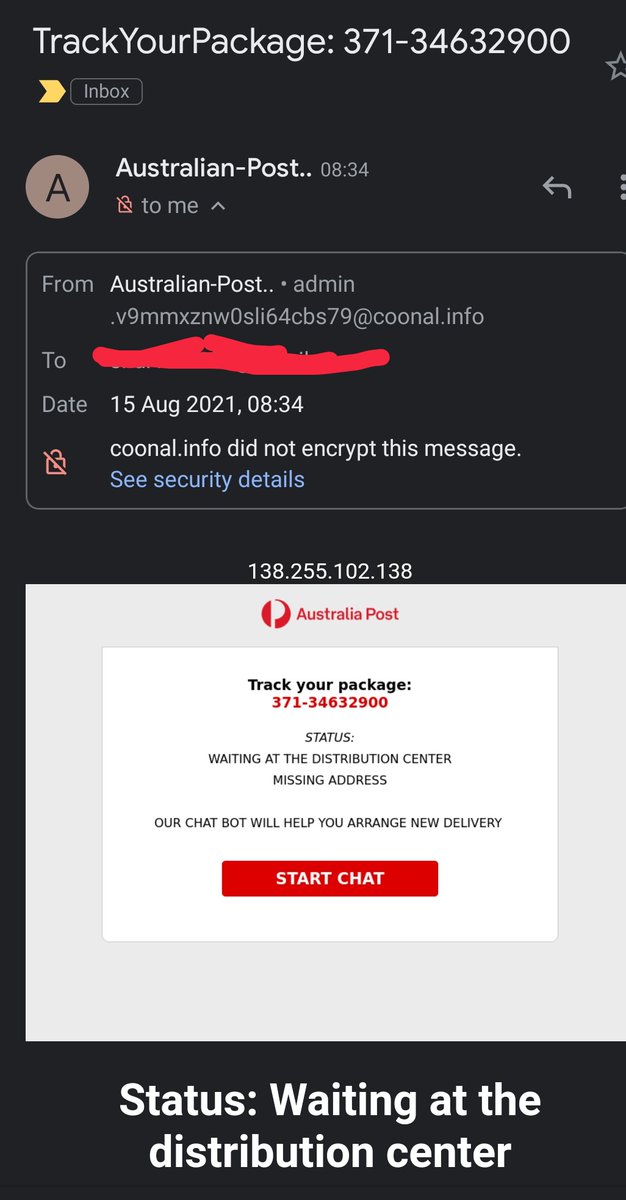 TrackYourPackage: 371-34632900
Inbox
Australian-Post.. 08:34
to me
From Australian-Post.. • admin
.v9mmxznw0sli64cbs79@coonal.info
To
Date 15 Aug 2021, 08:34
coonal.info did not encrypt this message.
See security details
138.255.102.138
Australia Post
Track your package:
371-34632900
STATUS:
WAITING AT THE DISTRIBUTION CENTER
MISSING ADDRESS
OUR CHAT BOT WILL HELP YOU ARRANGE NEW DELIVERY
START CHAT
Status: Waiting at the
distribution center